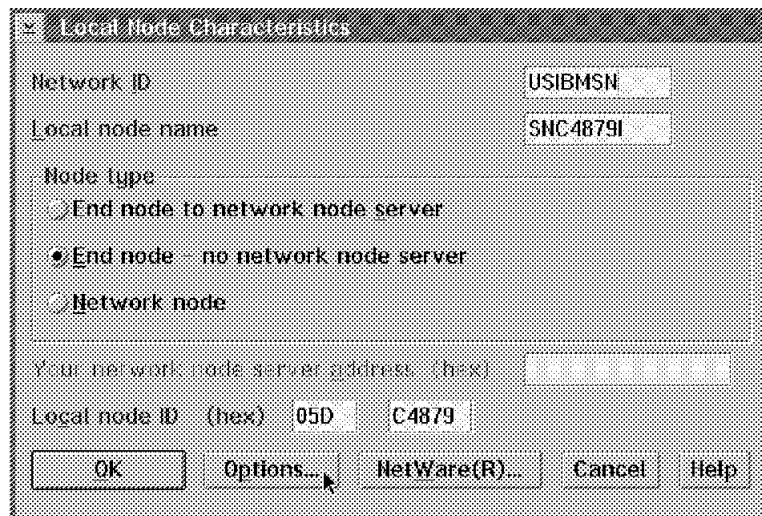 Local Node Characteristics
Network ID USIBMSN
Local node name SNC4879I
Node type
End node to network node server
End node - no network node server
Network node
Your network node server address (hex)
Local node ID (hex) 05D C4879
OK Options... NetWare(R)... Cancel Help